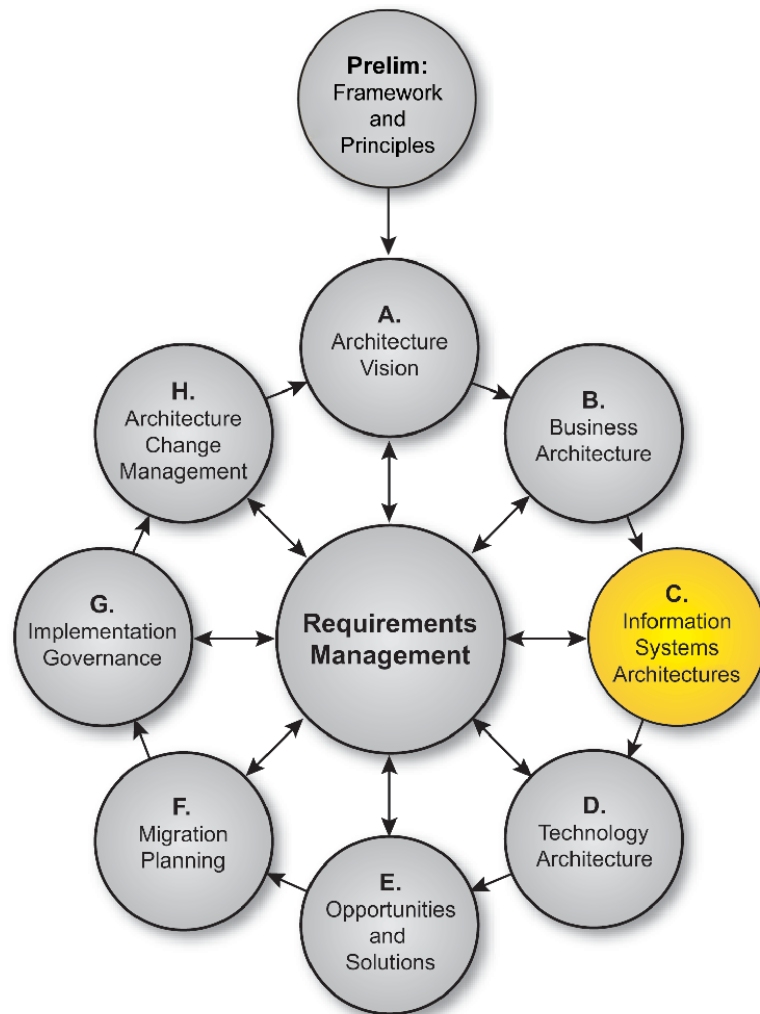 Prelim:
Framework
and
Principles
A.
Architecture
Vision
B.
Business
Architecture
C.
Information
Systems
Architectures
D.
Technology
Architecture
E.
Opportunities
and
Solutions
F.
Migration
Planning
G.
Implementation
Governance
H.
Architecture
Change
Management
Requirements
Management